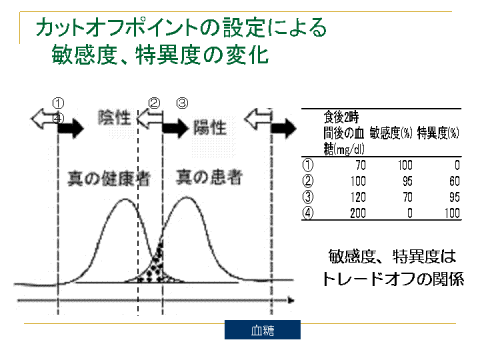 カットオフポイントの設定による
敏感度、特異度の変化
① ② ③
④
陰性
陽性
真の健康者 真の患者
食後2時
間後の血 敏感度(%) 特異度(%)
糖(mg/dl)
① 70 100 0
② 100 95 60
③ 120 70 95
④ 200 0 100
敏感度、特異度は
トレードオフの関係
血糖